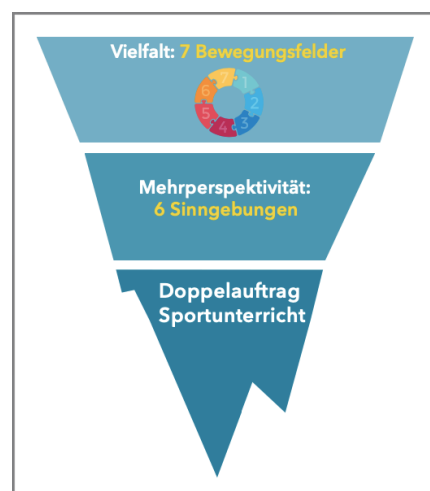 Vielfalt: 7 Bewegungsfelder
7
1
6
2
5
3
4
Mehrperspektivität:
6 Sinngebungen
Doppelauftrag
Sportunterricht